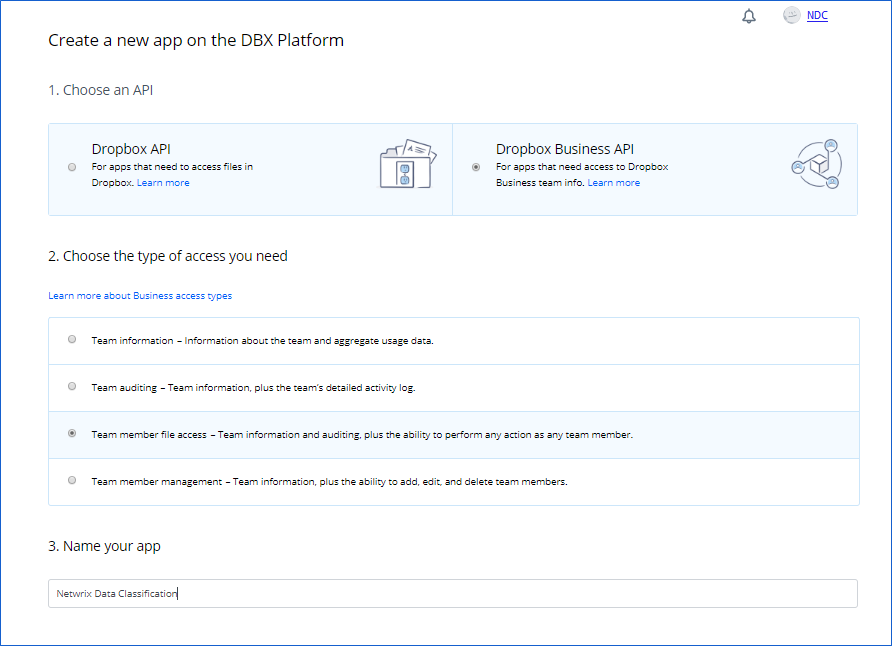 NDC
Create a new app on the DBX Platform
1. Choose an API
Dropbox API
For apps that need to access files in
Dropbox. Learn more
Dropbox Business API
For apps that need access to Dropbox
Business team info. Learn more
2. Choose the type of access you need
Learn more about Business access types
Team information – Information about the team and aggregate usage data.
Team auditing – Team information, plus the team's detailed activity log.
Team member file access – Team information and auditing, plus the ability to perform any action as any team member.
Team member management – Team information, plus the ability to add, edit, and delete team members.
3. Name your app
Netwrix Data Classification